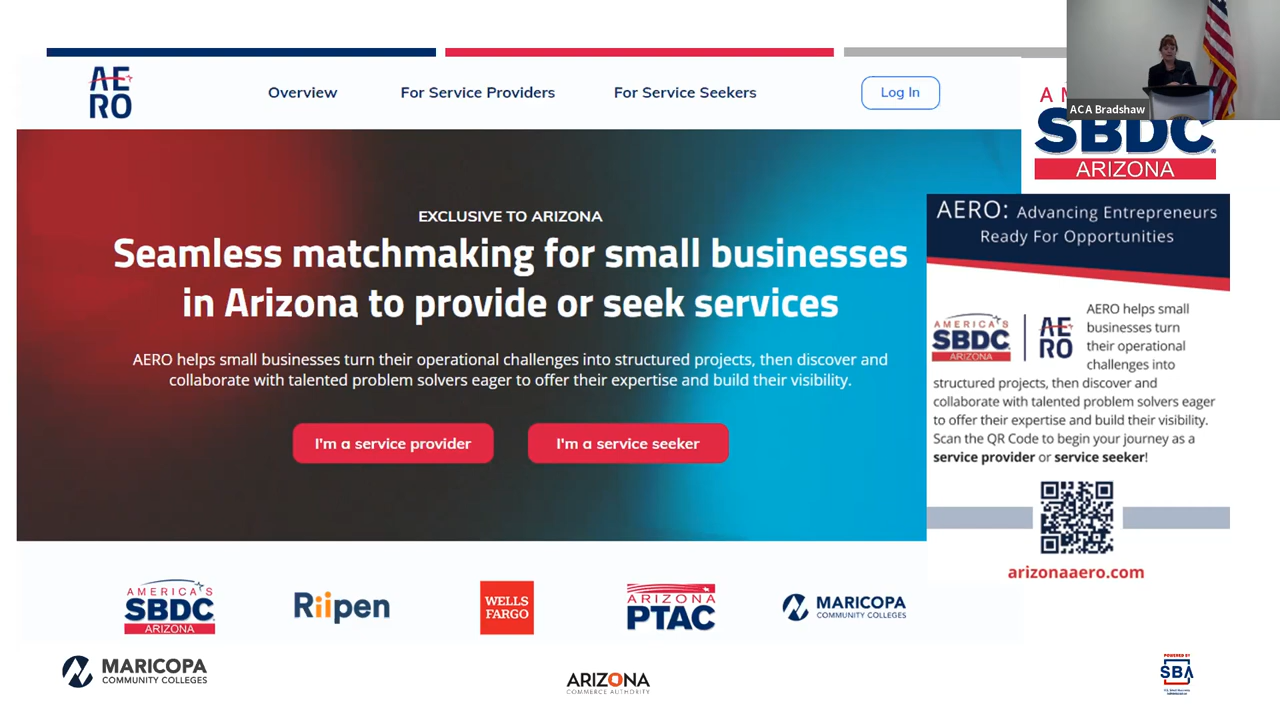 AE
RO
Overview
For Service Providers
For Service Seekers
Log In
ACA Bradshaw
SBDC
ARIZONA
EXCLUSIVE TO ARIZONA
Seamless matchmaking for small businesses
in Arizona to provide or seek services
AERO helps small businesses turn their operational challenges into structured projects, then discover and
collaborate with talented problem solvers eager to offer their expertise and build their visibility.
I'm a service provider
I'm a service seeker
AERO: Advancing Entrepreneurs
Ready For Opportunities
AMERICA'S
SBDC
ARIZONA
AE
RO
AERO helps small
businesses turn
their operational
challenges into
structured projects, then discover and
collaborate with talented problem solvers eager
to offer their expertise and build their visibility.
Scan the QR Code to begin your journey as a
service provider or service seeker!
arizonaaero.com
AMERICA'S
SBDC
ARIZONA
Riipen
WELLS
FARGO
ARIZONA
PTAC
MARICOPA
COMMUNITY COLLEGES
MARICOPA
COMMUNITY COLLEGES
ARIZONA
COMMERCE AUTHORITY
POWERED BY
SBA